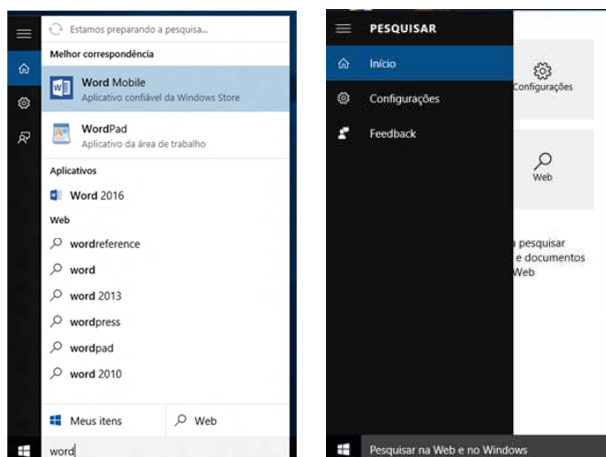 Estamos preparando a pesquisa...
Melhor correspondência
Word Mobile
Aplicativo confiável da Windows Store
WordPad
Aplicativo da área de trabalho
Aplicativos
Word 2016
Web
wordreference
word
word 2013
wordpress
wordpad
word 2010
Meus itens
Web
word
PESQUISAR
Início
Configurações
Feedback
Configurações
Web
pesquisar
e documentos
Web
Pesquisar na Web e no Windows